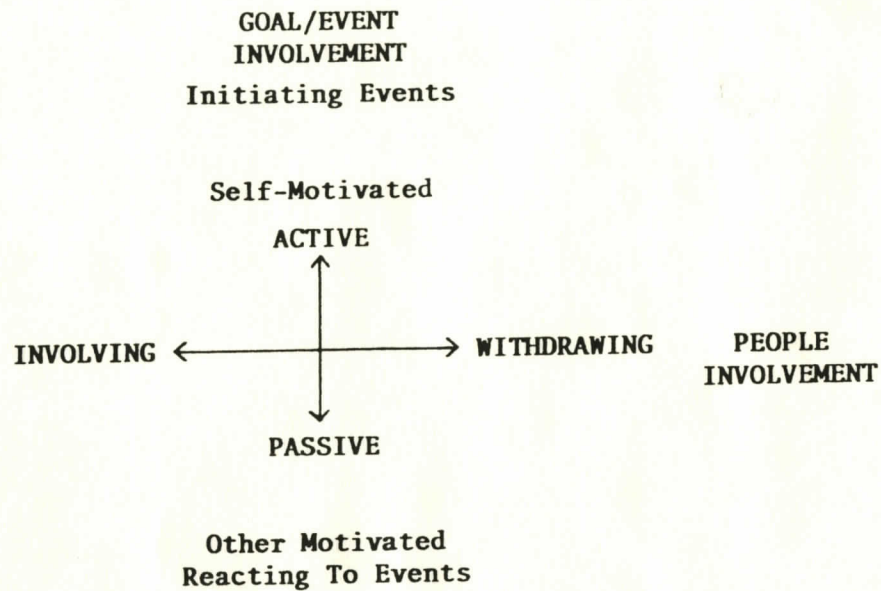 GOAL/EVENT
INVOLVEMENT
Initiating Events
Self-Motivated
ACTIVE
INVOLVING
WITHDRAWING
PEOPLE
INVOLVEMENT
PASSIVE
Other Motivated
Reacting To Events